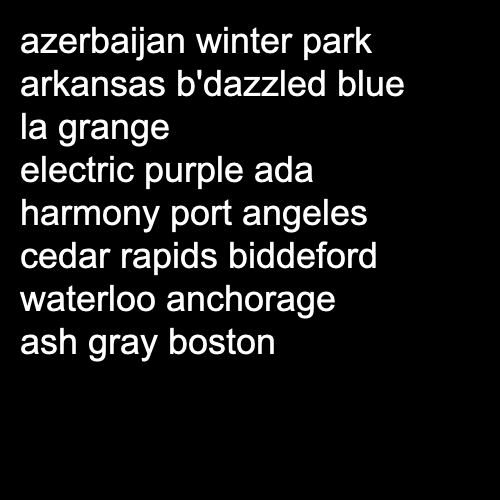 azerbaijan winter park
arkansas b'dazzled blue
la grange
electric purple ada
harmony port angeles
cedar rapids biddeford
waterloo anchorage
ash gray boston